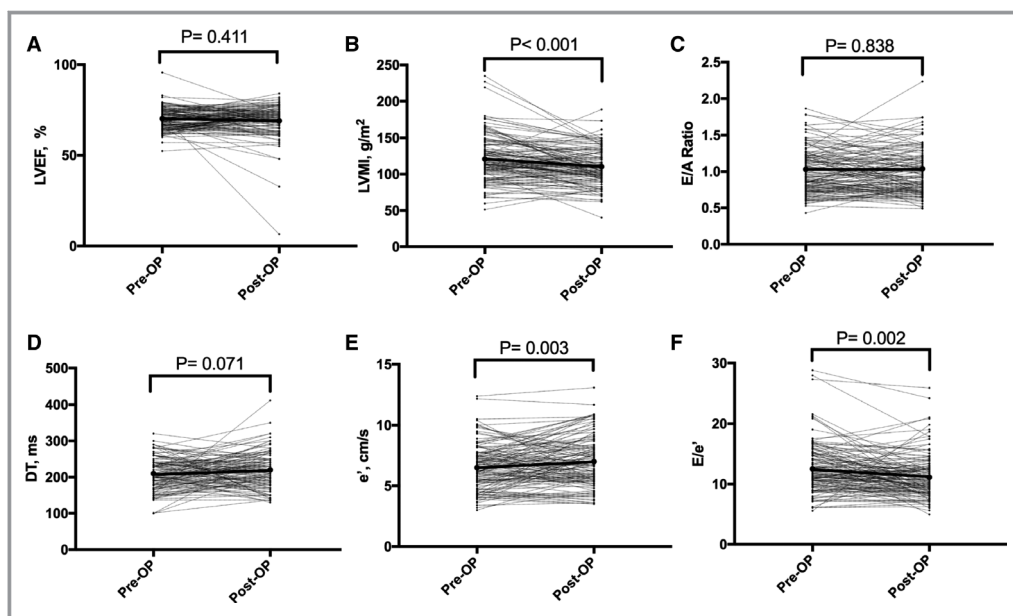 A
P= 0.411
100
50
0
LVEF, %
Pre-OP
Post-OP
B
P< 0.001
250
200
150
100
50
0
LVMI, g/m²
Pre-OP
Post-OP
C
P= 0.838
2.5
2.0
1.5
1.0
0.5
0.0
E/A Ratio
Pre-OP
Post-OP
D
P= 0.071
500
400
300
200
100
0
DT, ms
Pre-OP
Post-OP
E
P= 0.003
15
10
5
0
e’, cm/s
Pre-OP
Post-OP
F
P= 0.002
30
20
10
0
E/e’
Pre-OP
Post-OP